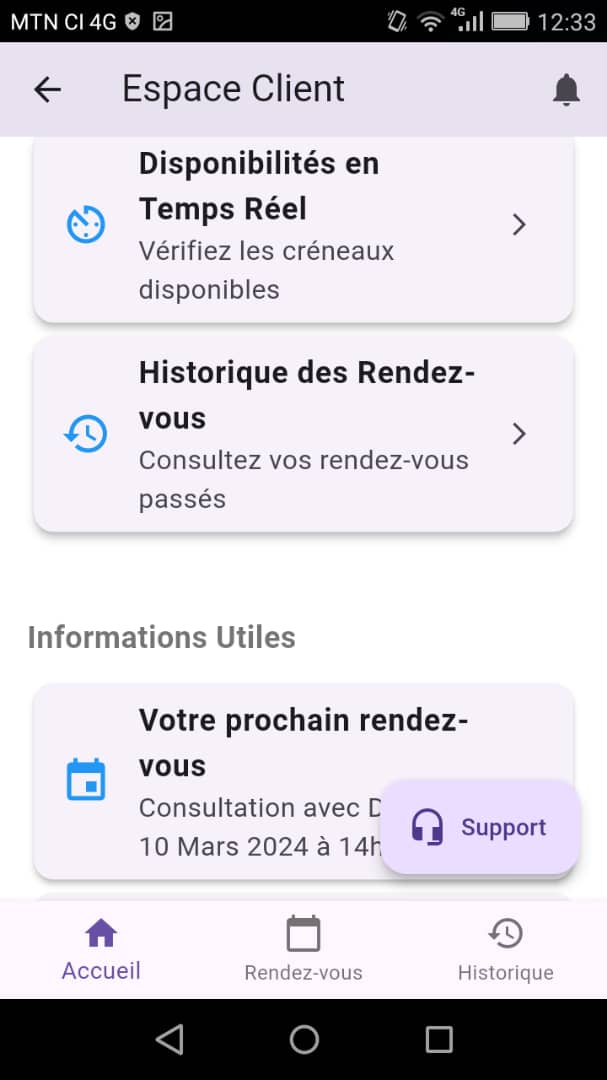 MTN CI 4G
4G
12:33
Espace Client
Disponibilités en
Temps Réel
Vérifiez les créneaux
disponibles
Historique des Rendez-
vous
Consultez vos rendez-vous
passés
Informations Utiles
Votre prochain rendez-
vous
Consultation avec D
10 Mars 2024 à 14h
Support
Accueil
Rendez-vous
Historique